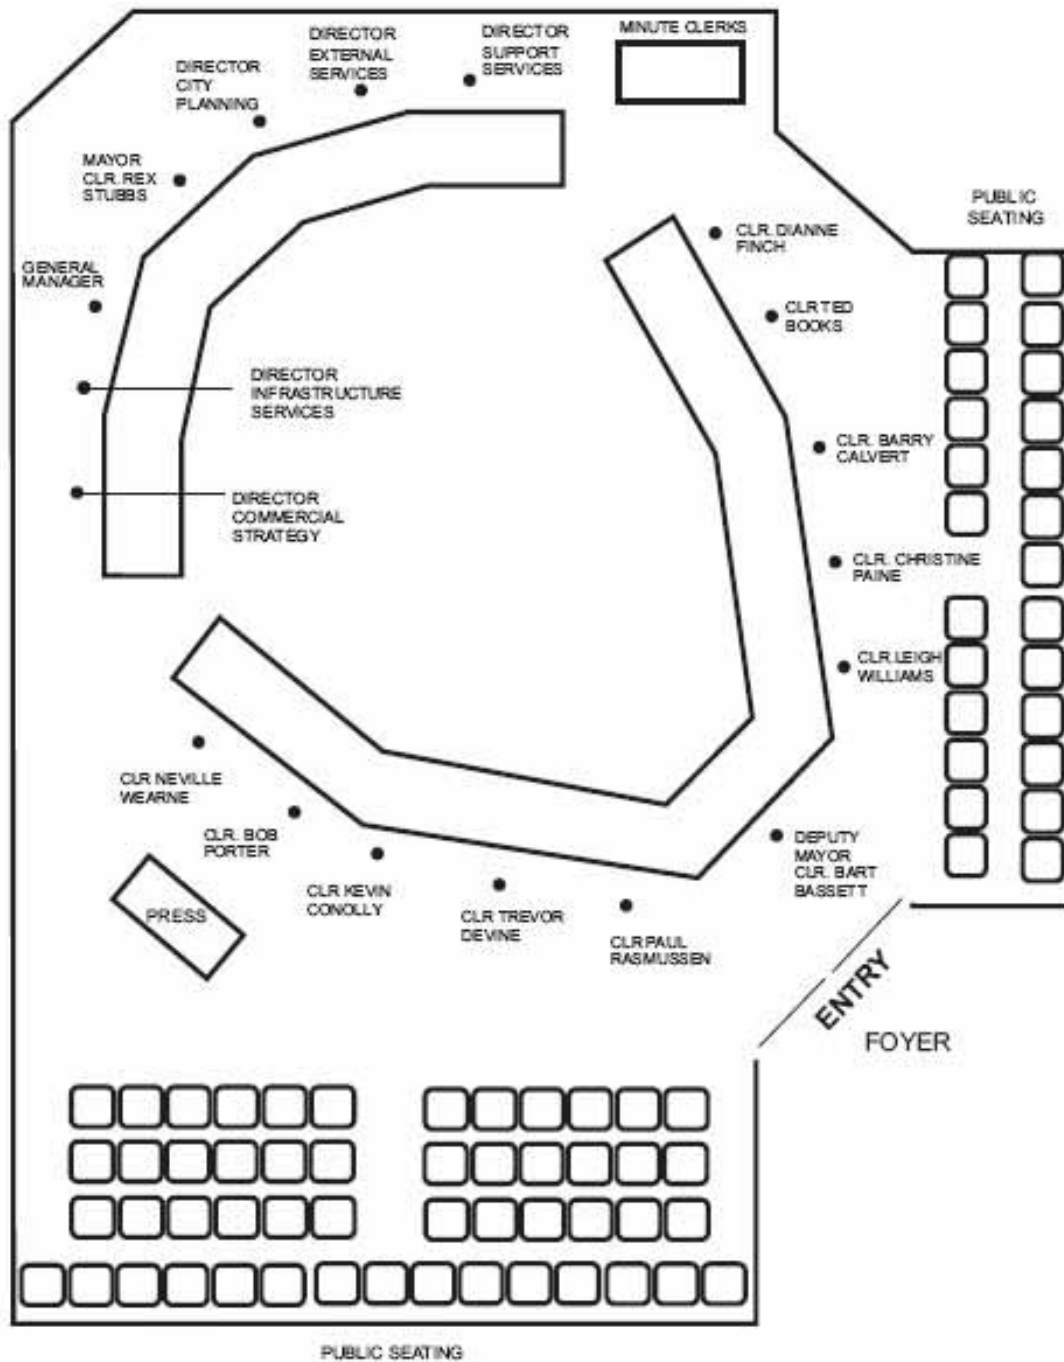 MINUTE CLERKS
DIRECTOR
SUPPORT
SERVICES
DIRECTOR
EXTERNAL
SERVICES
DIRECTOR
CITY
PLANNING
MAYOR
CLR. REX
STUBBS
GENERAL
MANAGER
DIRECTOR
INFRASTRUCTURE
SERVICES
DIRECTOR
COMMERCIAL
STRATEGY
PUBLIC
SEATING
CLR. DIANNE
FINCH
CLR TED
BOOKS
CLR. BARRY
CALVERT
CLR. CHRISTINE
PAINE
CLR. LEIGH
WILLIAMS
DEPUTY
MAYOR
CLR. BART
BASSETT
CLR PAUL
RASMUSSEN
CLR TREVOR
DEVINE
CLR KEVIN
CONOLLY
CLR. BOB
PORTER
CLR NEVILLE
WEARNE
PRESS
ENTRY
FOYER
PUBLIC SEATING